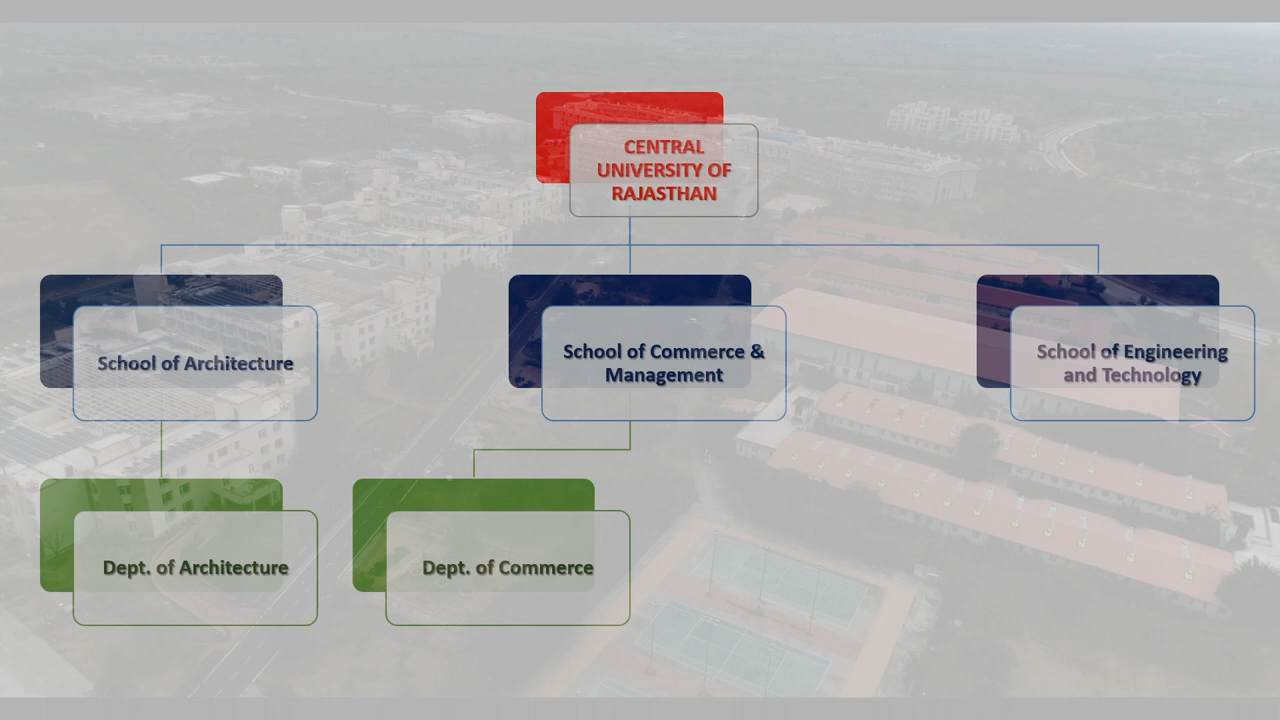 CENTRAL
UNIVERSITY OF
RAJASTHAN
School of Architecture
School of Commerce &
Management
School of Engineering
and Technology
Dept. of Architecture
Dept. of Commerce